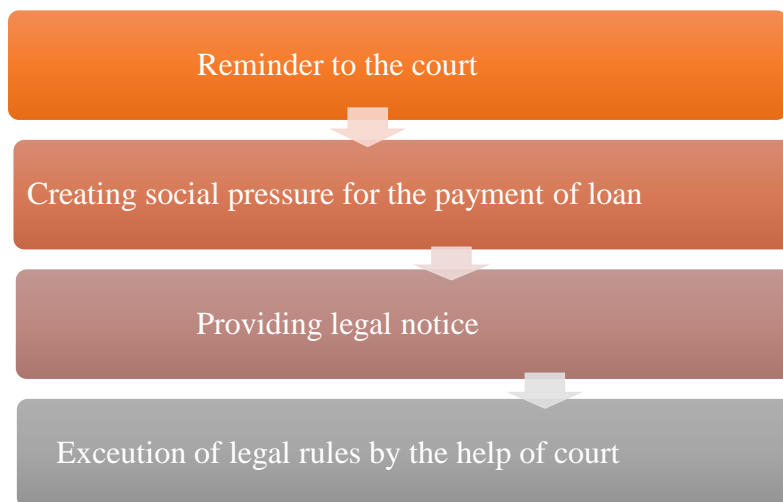 Reminder to the court
Creating social pressure for the payment of loan
Providing legal notice
Exceution of legal rules by the help of court